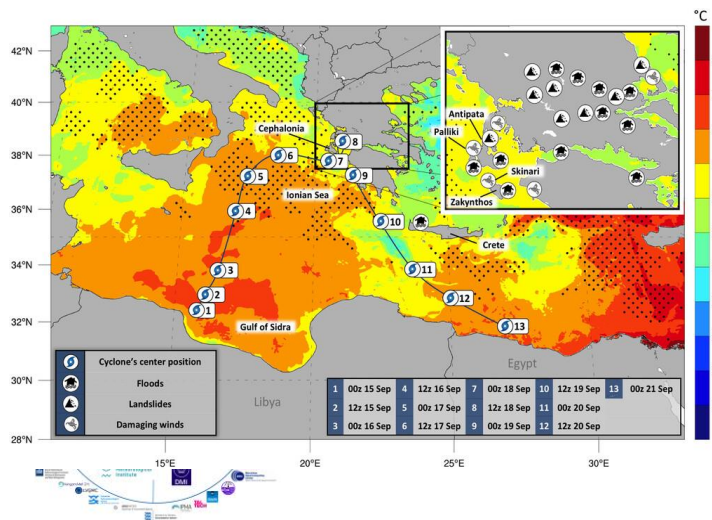 °C
42°N
40°N
38°N
36°N
34°N
32°N
30°N
28°N
15°E
20°E
25°E
30°E
Cephalonia
Ionian Sea
Gulf of Sidra
Crete
Libya
Egypt
Antipata
Palliki
Skinari
Zakynthos
1
2
3
4
5
6
7
8
9
10
11
12
13
Cyclone's center position
Floods
Landslides
Damaging winds
1 00z 15 Sep 4 12z 16 Sep 7 00z 18 Sep 10 12z 19 Sep 13 00z 21 Sep
2 12z 15 Sep 5 00z 17 Sep 8 12z 18 Sep 11 00z 20 Sep
3 00z 16 Sep 6 12z 17 Sep 9 00z 19 Sep 12 12z 20 Sep
Institute
DMI
IPMA